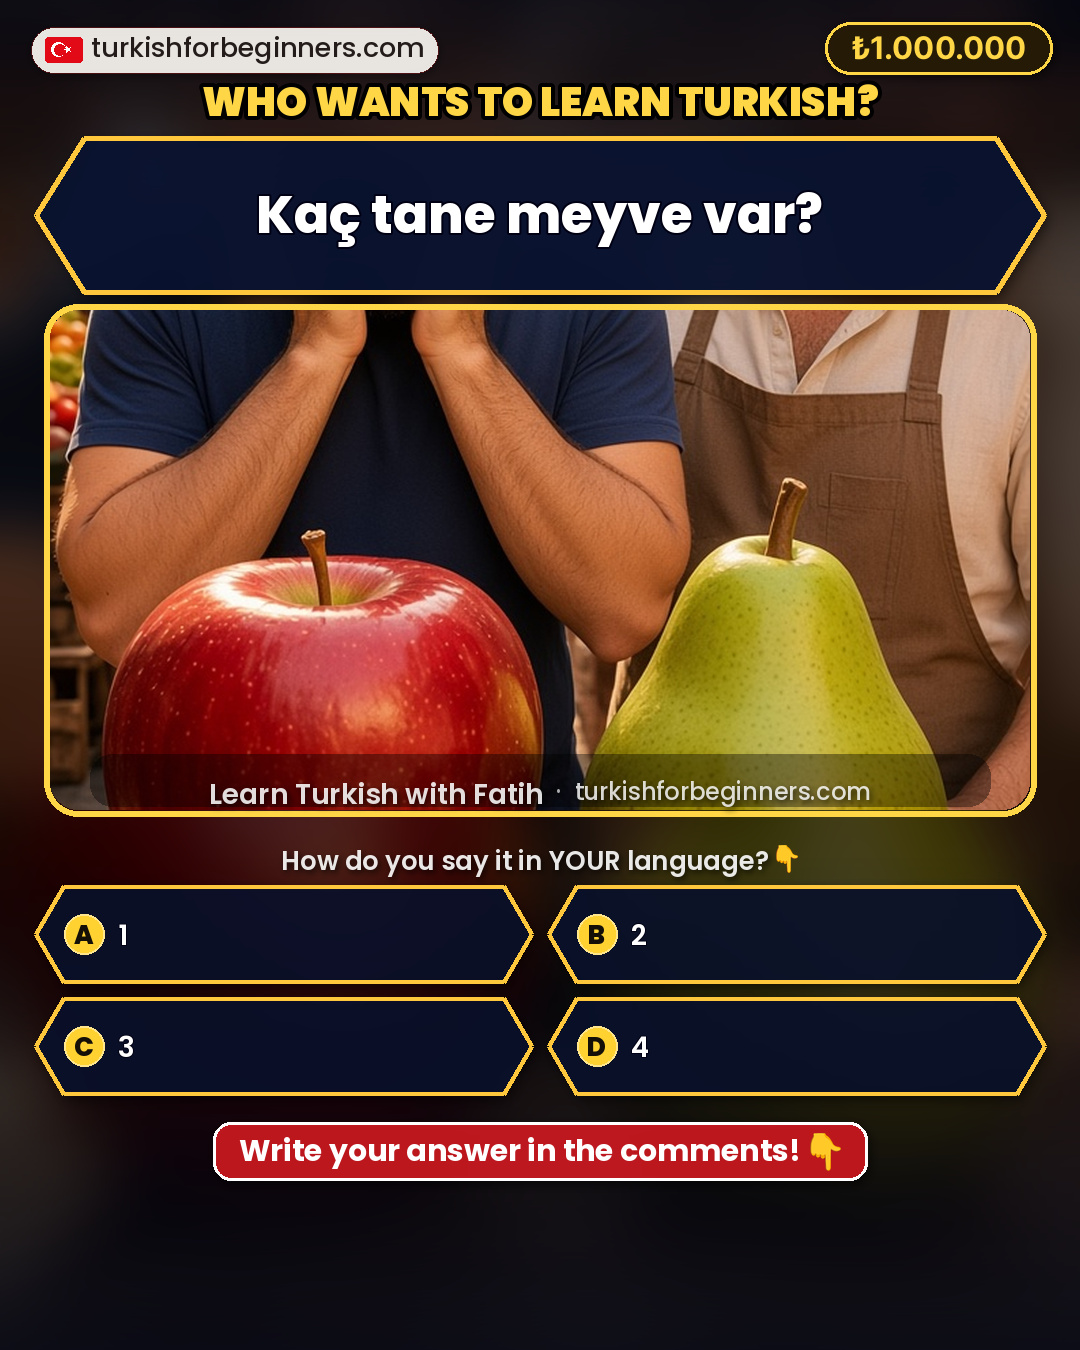 turkishforbeginners.com
₺1.000.000
WHO WANTS TO LEARN TURKISH?
Kaç tane meyve var?
Learn Turkish with Fatih · turkishforbeginners.com
How do you say it in YOUR language?👇
A 1
B 2
C 3
D 4
Write your answer in the comments!👇